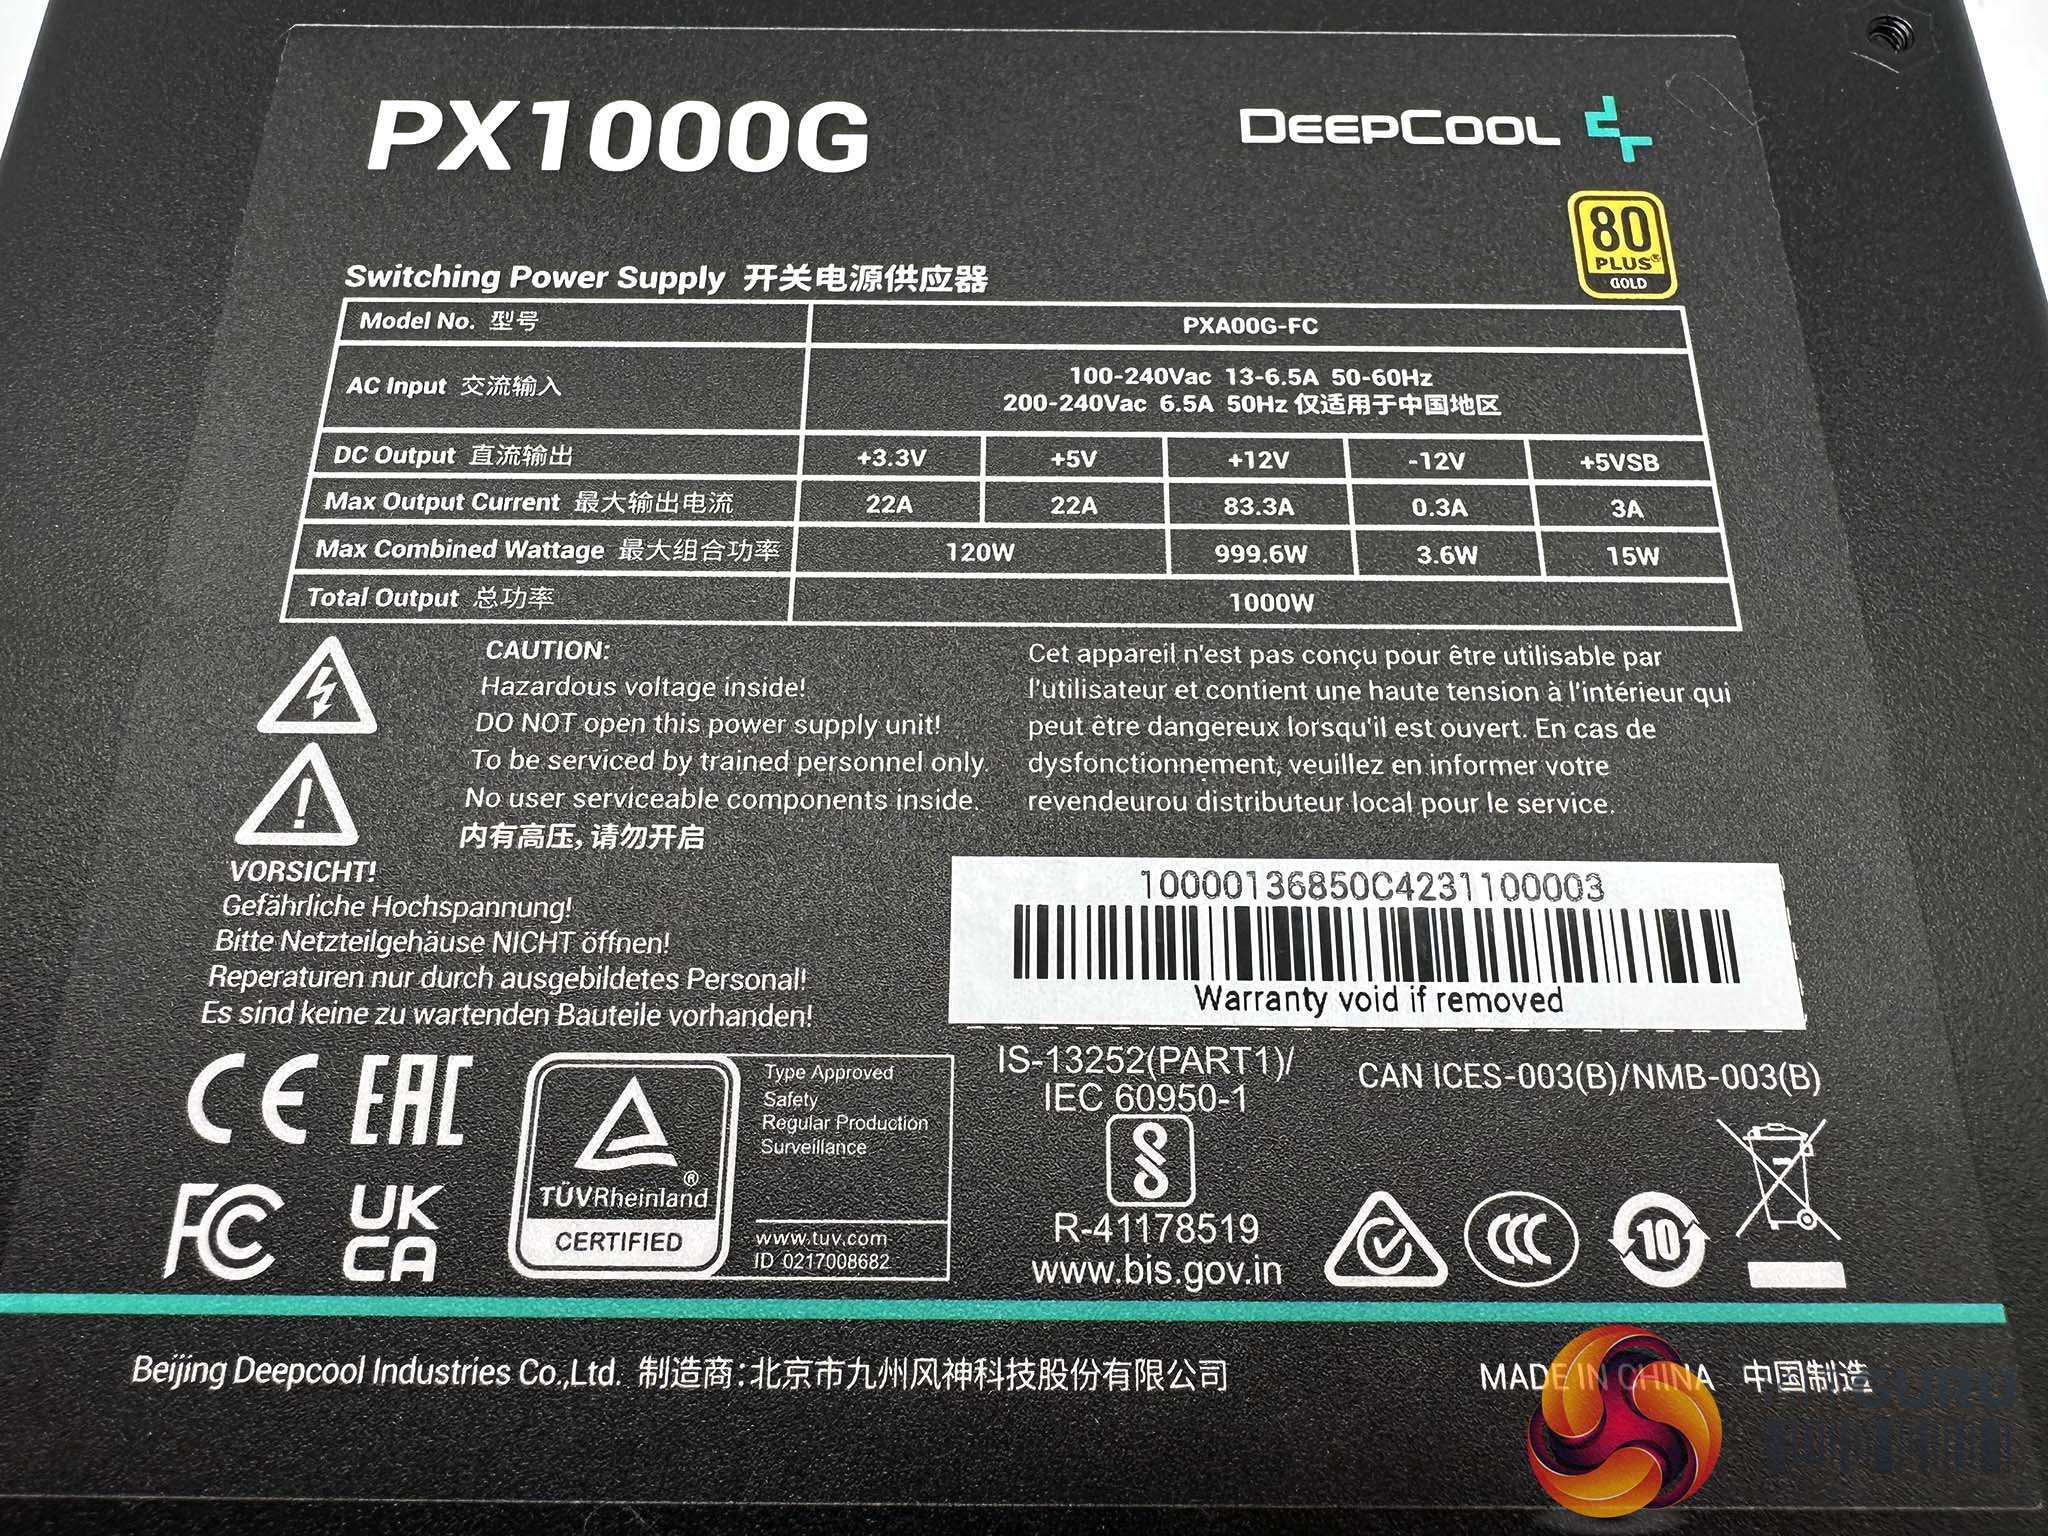 PX1000G
DEEPCOOL
80
PLUS®
GOLD
Switching Power Supply 开关电源供应器
Model No. 型号 PXA00G-FC
AC Input 交流输入
100-240Vac 13-6.5A 50-60Hz
200-240Vac 6.5A 50Hz 仅适用于中国地区
DC Output 直流输出 +3.3V +5V +12V -12V +5VSB
Max Output Current 最大输出电流 22A 22A 83.3A 0.3A 3A
Max Combined Wattage 最大组合功率 120W 999.6W 3.6W 15W
Total Output 总功率 1000W
CAUTION:
Hazardous voltage inside!
DO NOT open this power supply unit!
To be serviced by trained personnel only.
No user serviceable components inside.
内有高压,请勿开启
Cet appareil n'est pas conçu pour être utilisable par
l'utilisateur et contient une haute tension à l'intérieur qui
peut être dangereux lorsqu'il est ouvert. En cas de
dysfonctionnement, veuillez en informer votre
revendeurou distributeur local pour le service.
VORSICHT!
Gefährliche Hochspannung!
Bitte Netzteilgehäuse NICHT öffnen!
Reperaturen nur durch ausgebildetes Personal!
Es sind keine zu wartenden Bauteile vorhanden!
10000136850C4231100003
Warranty void if removed
CE EAC
FC UK
CA
TÜVRheinland®
CERTIFIED
Type Approved
Safety
Regular Production
Surveillance
www.tuv.com
ID 0217008682
IS-13252(PART1)/
IEC 60950-1
R-41178519
www.bis.gov.in
CAN ICES-003(B)/NMB-003(B)
CCC
10
Beijing Deepcool Industries Co.,Ltd. 制造商:北京市九州风神科技股份有限公司
MADE IN CHINA 中国制造